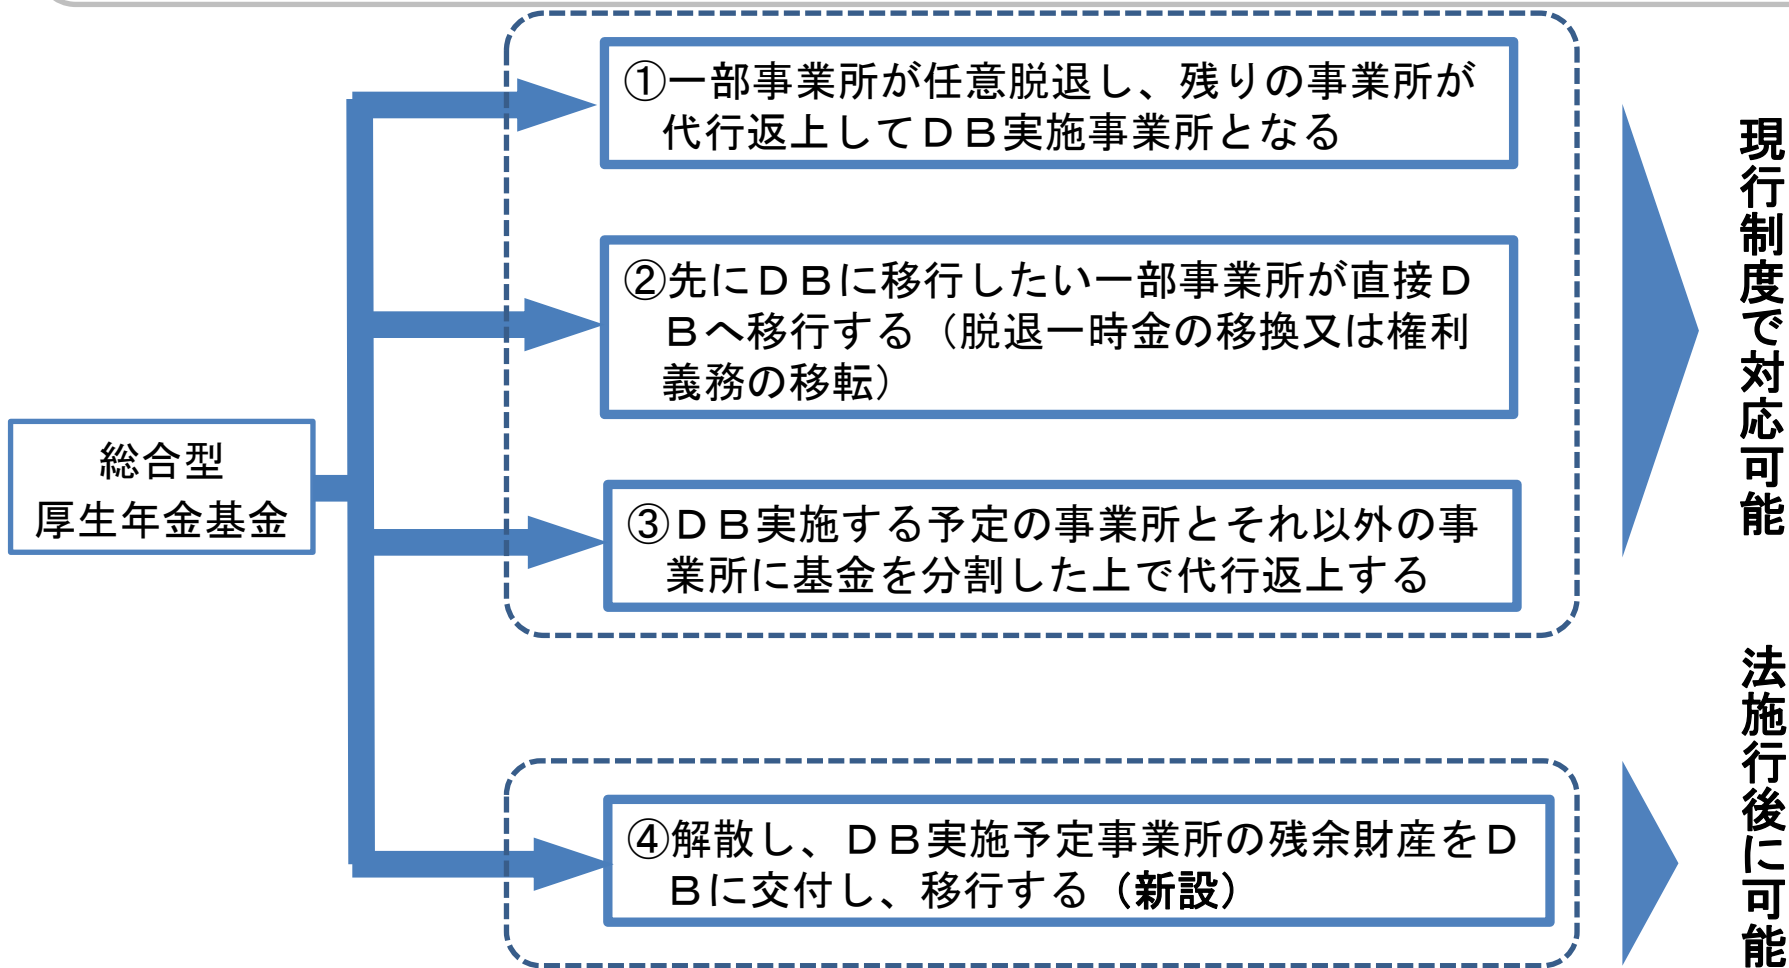 ①一部事業所が任意脱退し、残りの事業所が
代行返上してＤＢ実施事業所となる
②先にＤＢに移行したい一部事業所が直接Ｄ
Ｂへ移行する（脱退一時金の移換又は権利
義務の移転）
総合型
厚生年金基金
③ＤＢ実施する予定の事業所とそれ以外の事
業所に基金を分割した上で代行返上する
現行制度で対応可能
④解散し、ＤＢ実施予定事業所の残余財産をＤ
Ｂに交付し、移行する（新設）
法施行後に可能